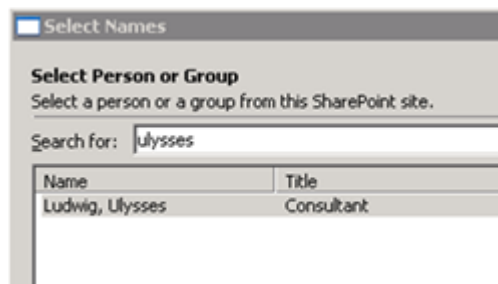 Select Names
Select Person or Group
Select a person or a group from this SharePoint site.
Search for: ulysses
Name Title
Ludwig, Ulysses Consultant